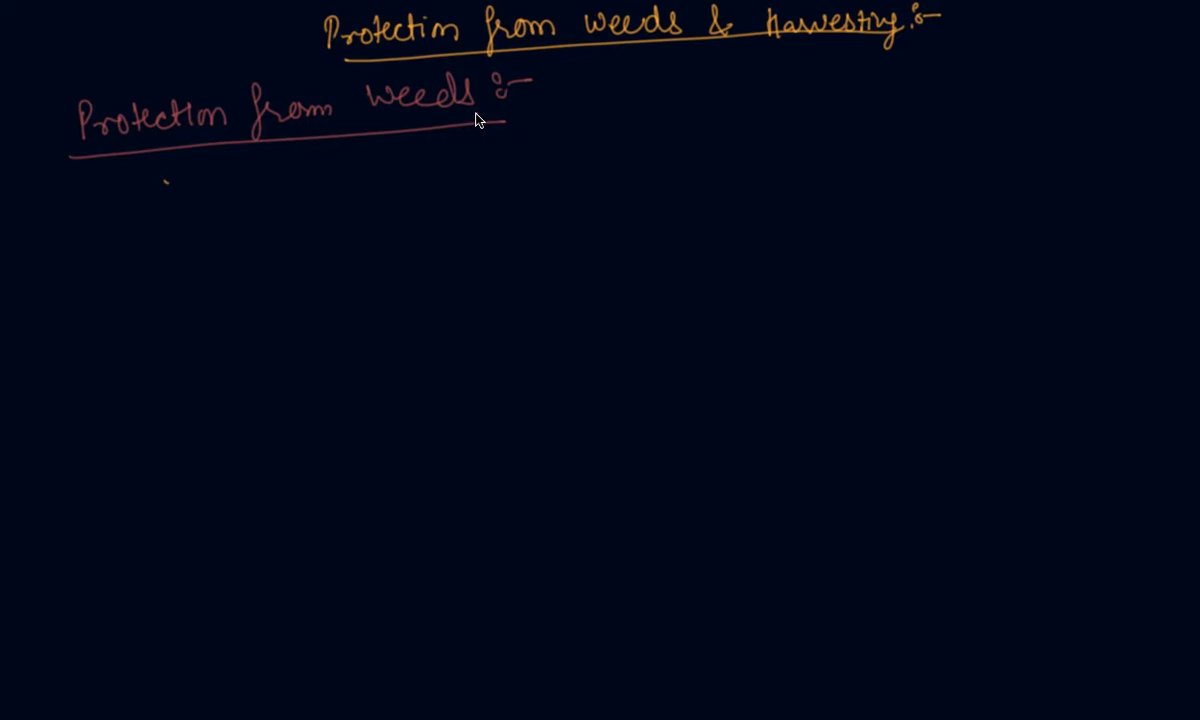 Protection from weeds & Harvesting :-
Protection from weeds :-